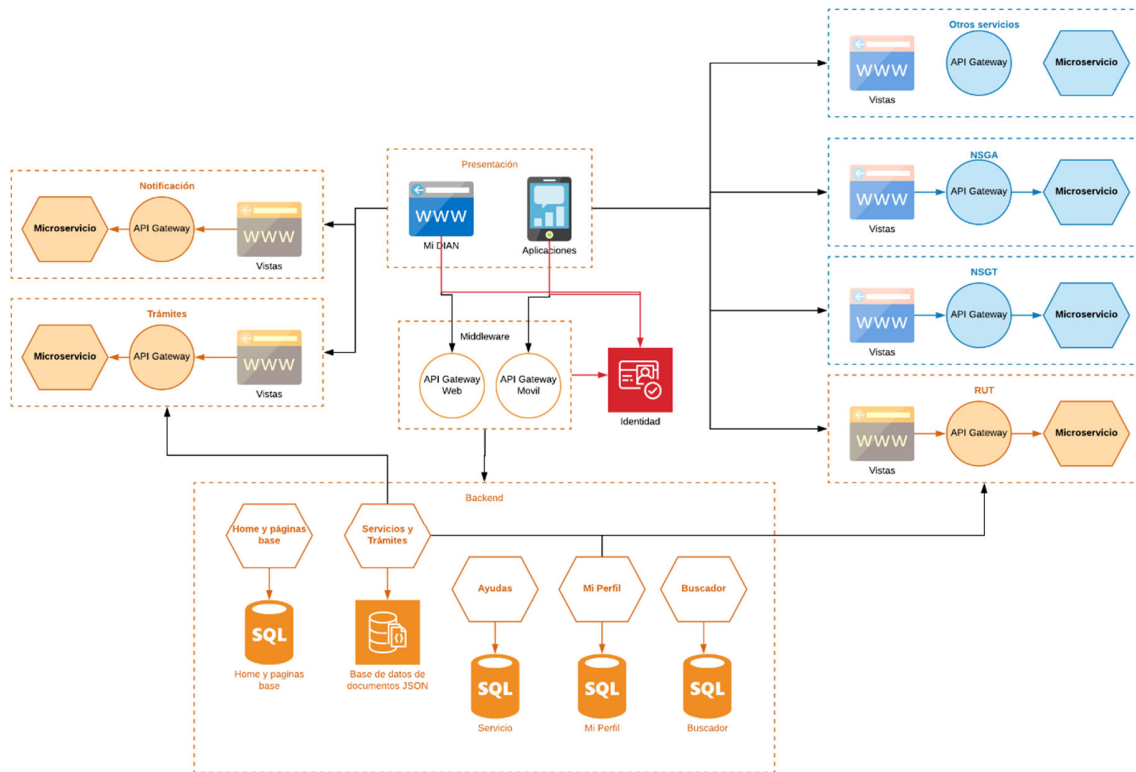 Otros servicios
WWW
API Gateway
Microservicio
Vistas
NSGA
WWW
API Gateway
Microservicio
Vistas
NSGT
WWW
API Gateway
Microservicio
Vistas
RUT
WWW
API Gateway
Microservicio
Vistas
Presentación
WWW
Mi DIAN
Aplicaciones
Notificación
Microservicio
API Gateway
WWW
Vistas
Trámites
Microservicio
API Gateway
WWW
Vistas
Middleware
API Gateway
Web
API Gateway
Movil
Identidad
Backend
Home y páginas
base
Servicios y
Trámites
Ayudas
Mi Perfil
Buscador
SQL
Home y paginas
base
Base de datos de
documentos JSON
SQL
Servicio
SQL
Mi Perfil
SQL
Buscador